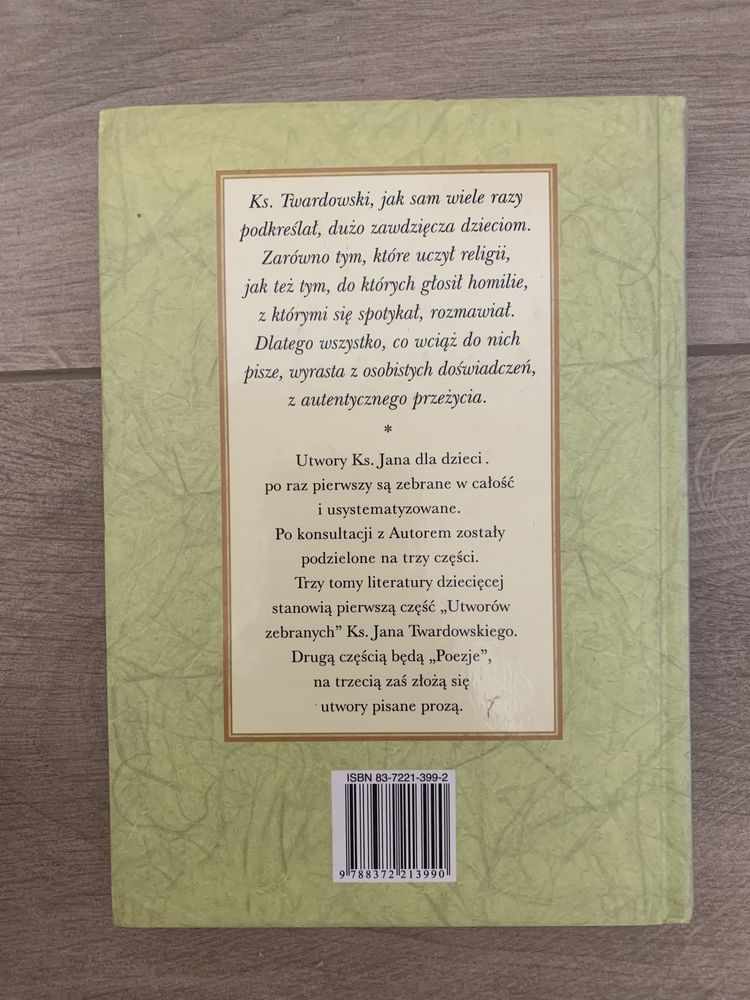 Ks. Twardowski, jak sam wiele razy
podkreślał, dużo zawdzięcza dzieciom.
Zarówno tym, które uczył religii,
jak też tym, do których głosił homilie,
z którymi się spotykał, rozmawiał.
Dlatego wszystko, co wciąż do nich
pisze, wyrasta z osobistych doświadczeń,
z autentycznego przeżycia.
*
Utwory Ks. Jana dla dzieci.
po raz pierwszy są zebrane w całość
i usystematyzowane.
Po konsultacji z Autorem zostały
podzielone na trzy części.
Trzy tomy literatury dziecięcej
stanowią pierwszą część „Utworów
zebranych” Ks. Jana Twardowskiego.
Drugą częścią będą „Poezje”,
na trzecią zaś złożą się
utwory pisane prozą.
ISBN 83-7221-399-2
9 788372 213990